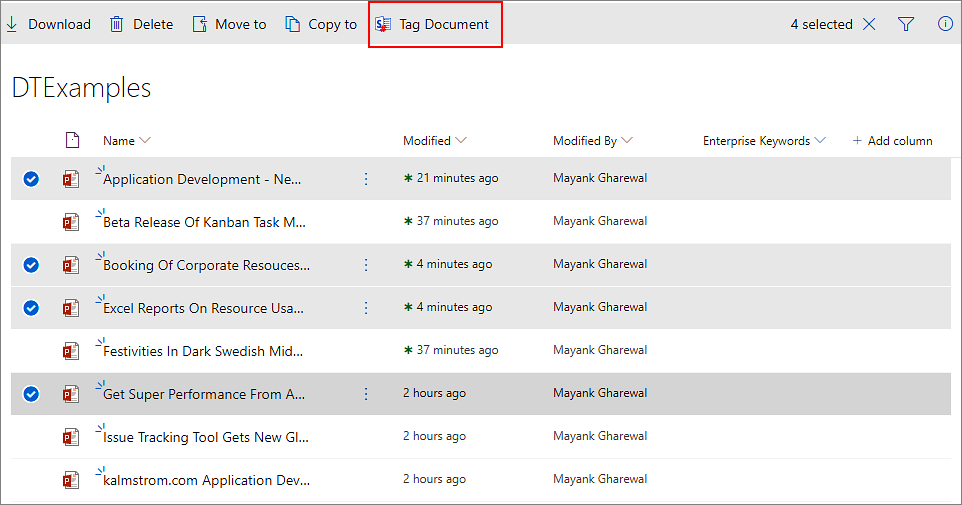 Download Delete Move to Copy to Tag Document 4 selected
DTExamples
Name Modified Modified By Enterprise Keywords + Add column
Application Development - Ne... 21 minutes ago Mayank Gharewal
Beta Release Of Kanban Task M... 37 minutes ago Mayank Gharewal
Booking Of Corporate Resouces... 4 minutes ago Mayank Gharewal
Excel Reports On Resource Usa... 4 minutes ago Mayank Gharewal
Festivities In Dark Swedish Mid... 37 minutes ago Mayank Gharewal
Get Super Performance From A... 2 hours ago Mayank Gharewal
Issue Tracking Tool Gets New Gl... 2 hours ago Mayank Gharewal
kalmstrom.com Application Dev... 2 hours ago Mayank Gharewal